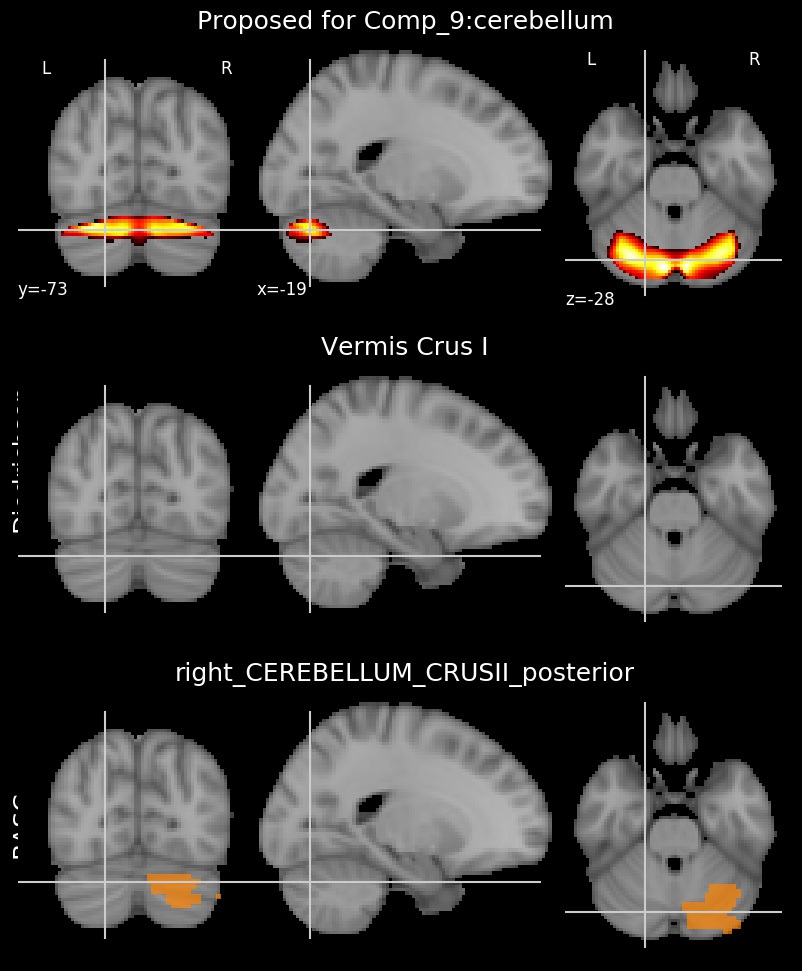 Proposed for Comp_9:cerebellum
L R L R
y=-73 x=-19 z=-28
Vermis Crus I
right_CEREBELLUM_CRUSII_posterior